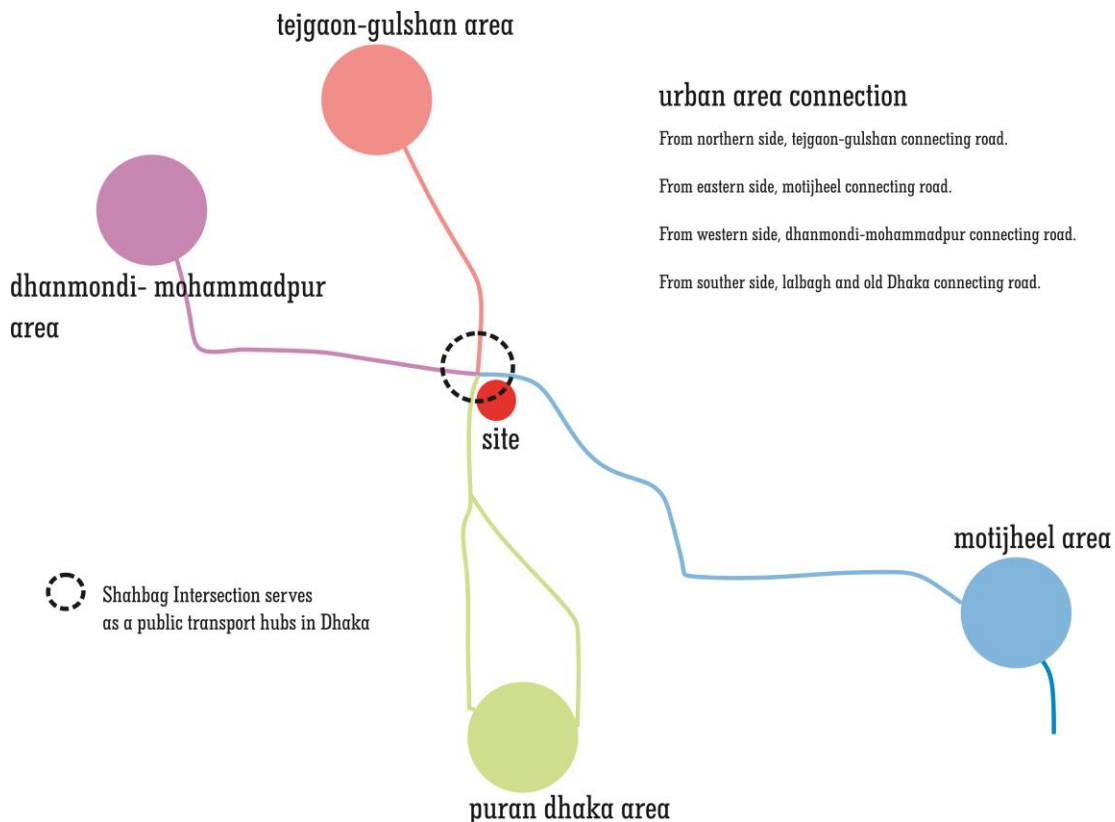 tejgaon-gulshan area
urban area connection
From northern side, tejgaon-gulshan connecting road.
From eastern side, motijheel connecting road.
From western side, dhanmondi-mohammadpur connecting road.
From souther side, lalbagh and old Dhaka connecting road.
dhanmondi- mohammadpur
area
site
motijheel area
Shahbag Intersection serves
as a public transport hubs in Dhaka
puran dhaka area